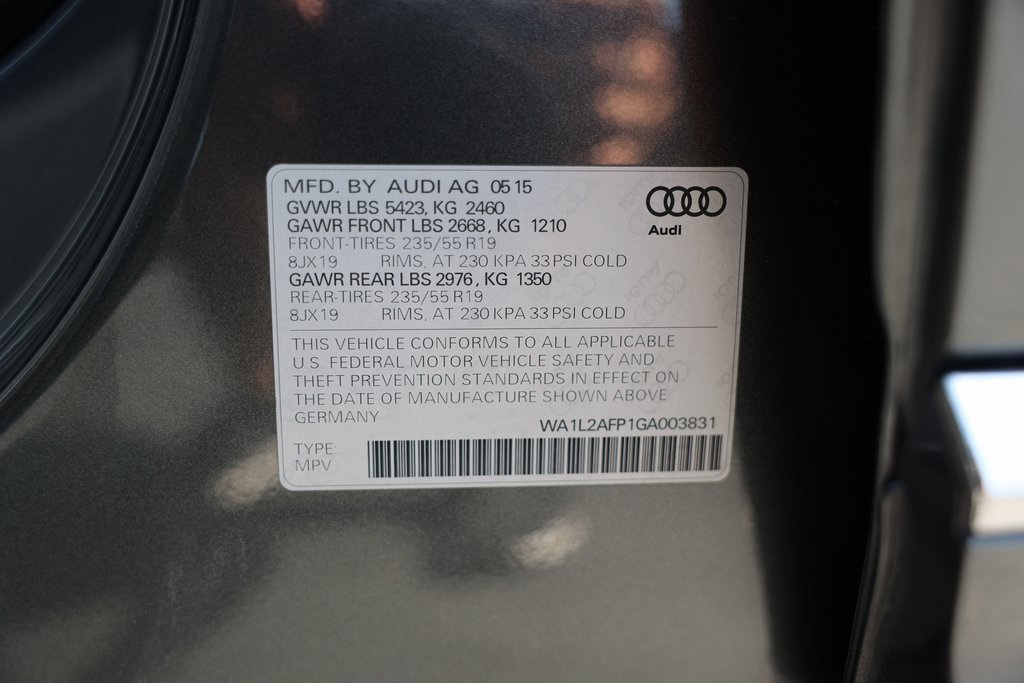 MFD. BY AUDI AG 05 15
GVWR LBS 5423, KG 2460
GAWR FRONT LBS 2668, KG 1210
FRONT-TIRES 235/55 R19
8JX19 RIMS, AT 230 KPA 33 PSI COLD
GAWR REAR LBS 2976, KG 1350
REAR-TIRES 235/55 R19
8JX19 RIMS, AT 230 KPA 33 PSI COLD
Audi
THIS VEHICLE CONFORMS TO ALL APPLICABLE
U.S. FEDERAL MOTOR VEHICLE SAFETY AND
THEFT PREVENTION STANDARDS IN EFFECT ON
THE DATE OF MANUFACTURE SHOWN ABOVE.
GERMANY
WA1L2AFP1GA003831
TYPE:
MPV